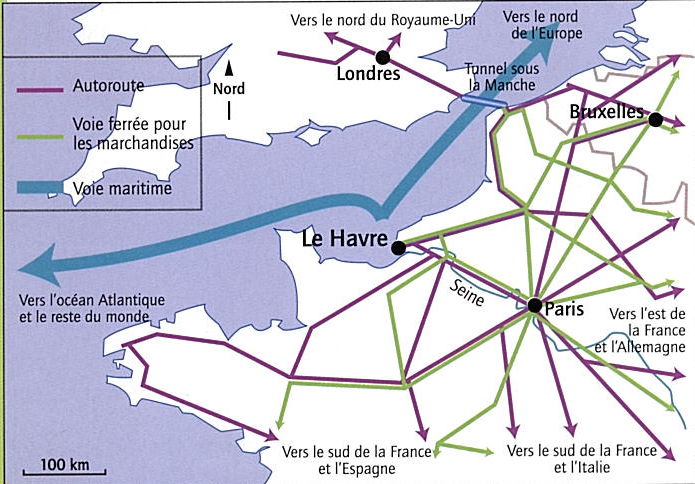 Vers le nord du Royaume-Uni
Vers le nord
de l'Europe
Londres
Tunnel sous
la Manche
Autoroute
Nord
Voie ferrée pour
les marchandises
Bruxelles
Voie maritime
Le Havre
Seine
Paris
Vers l'océan Atlantique
et le reste du monde
Vers l'est de
la France
et l'Allemagne
Vers le sud de la France
et l'Espagne
Vers le sud de la France
et l'Italie
100 km